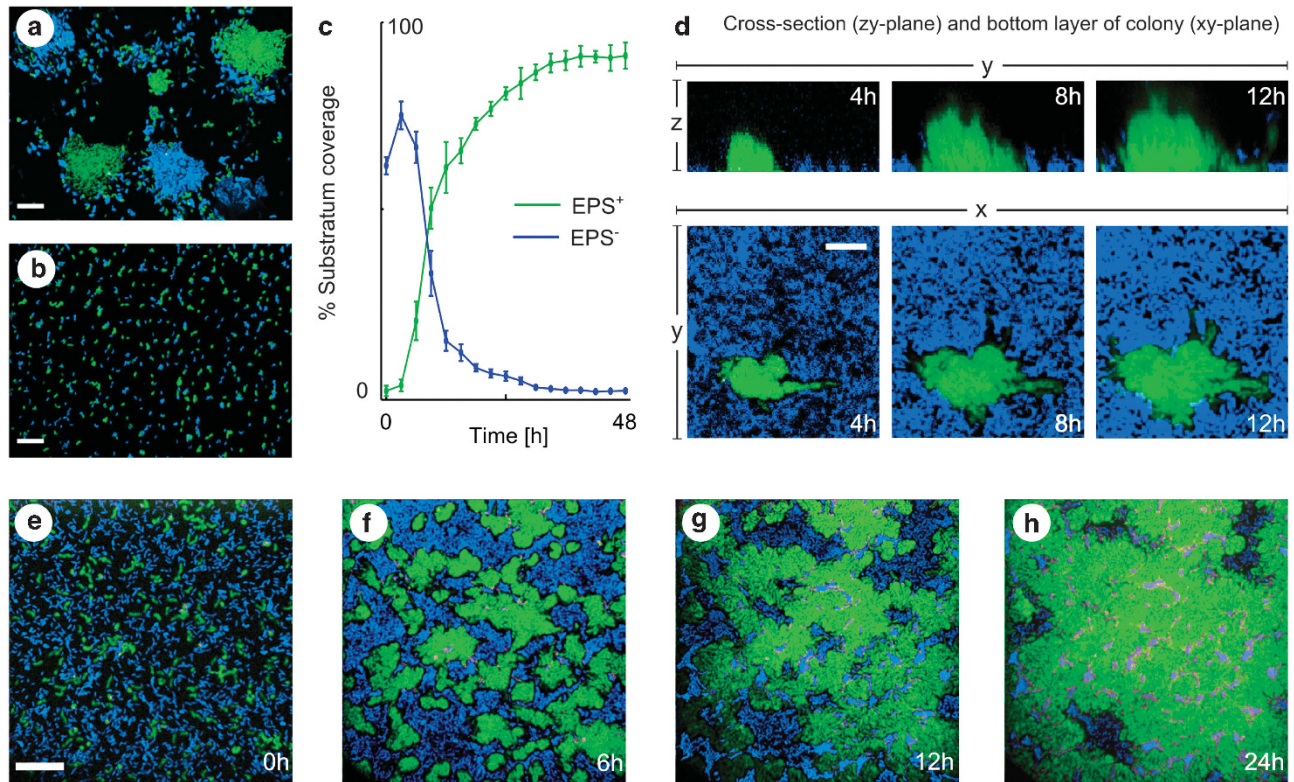 a
b
c
100
% Substratum coverage
0
0
48
Time [h]
EPS⁺
EPS⁻
d
Cross-section (zy-plane) and bottom layer of colony (xy-plane)
y
z
4h
8h
12h
x
y
4h
8h
12h
e
0h
f
6h
g
12h
h
24h